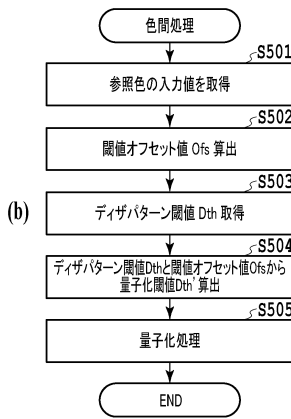 色間処理
S501
参照色の入力値を取得
S502
閾値オフセット値 Ofs 算出
S503
(b)
ディザパターン閾値 Dth 取得
S504
ディザパターン閾値Dthと閾値オフセット値Ofsから
量子化閾値Dth'算出
S505
量子化処理
END